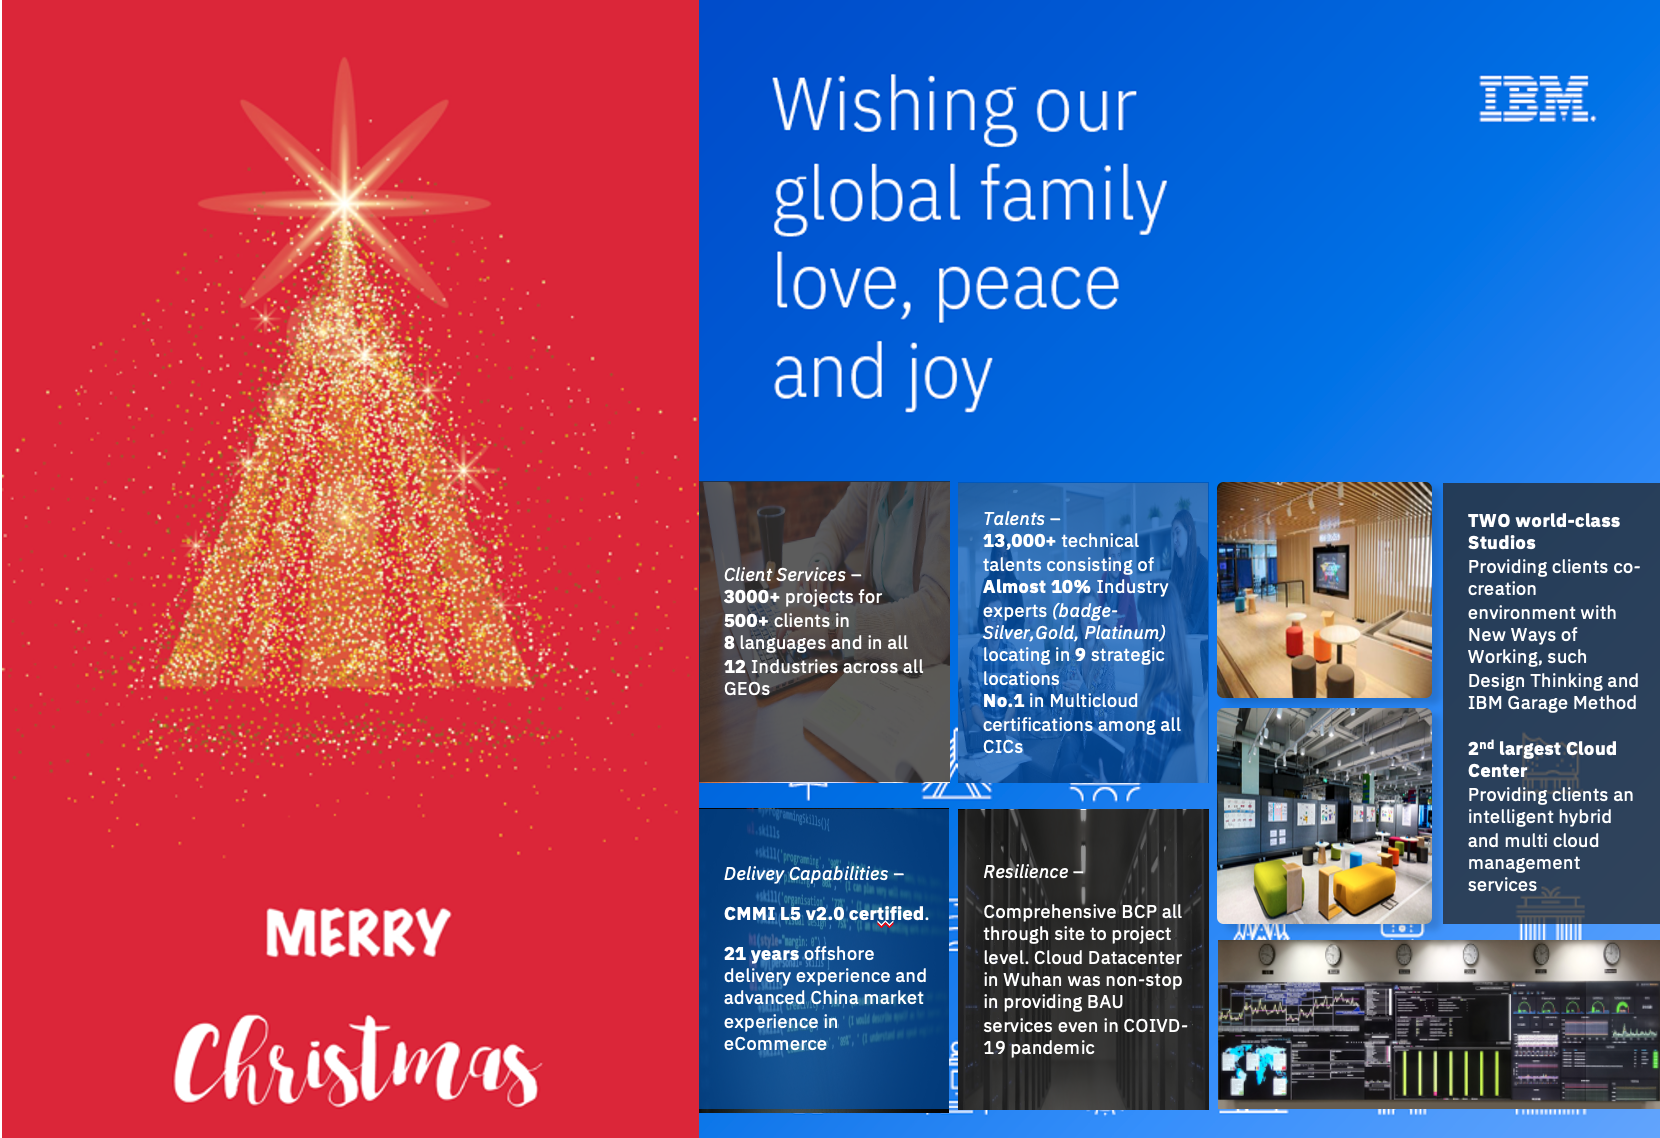 MERRY
Christmas
Wishing our
global family
love, peace
and joy
IBM.
Client Services –
3000+ projects for
500+ clients in
8 languages and in all
12 Industries across all
GEOs
Talents –
13,000+ technical
talents consisting of
Almost 10% Industry
experts (badge-
Silver,Gold, Platinum)
locating in 9 strategic
locations
No.1 in Multicloud
certifications among all
CICs
TWO world-class
Studios
Providing clients co-
creation
environment with
New Ways of
Working, such
Design Thinking and
IBM Garage Method
2nd largest Cloud
Center
Providing clients an
intelligent hybrid
and multi cloud
management
services
Delivey Capabilities –
CMMI L5 v2.0 certified.
21 years offshore
delivery experience and
advanced China market
experience in
eCommerce
Resilience –
Comprehensive BCP all
through site to project
level. Cloud Datacenter
in Wuhan was non-stop
in providing BAU
services even in COIVD-
19 pandemic